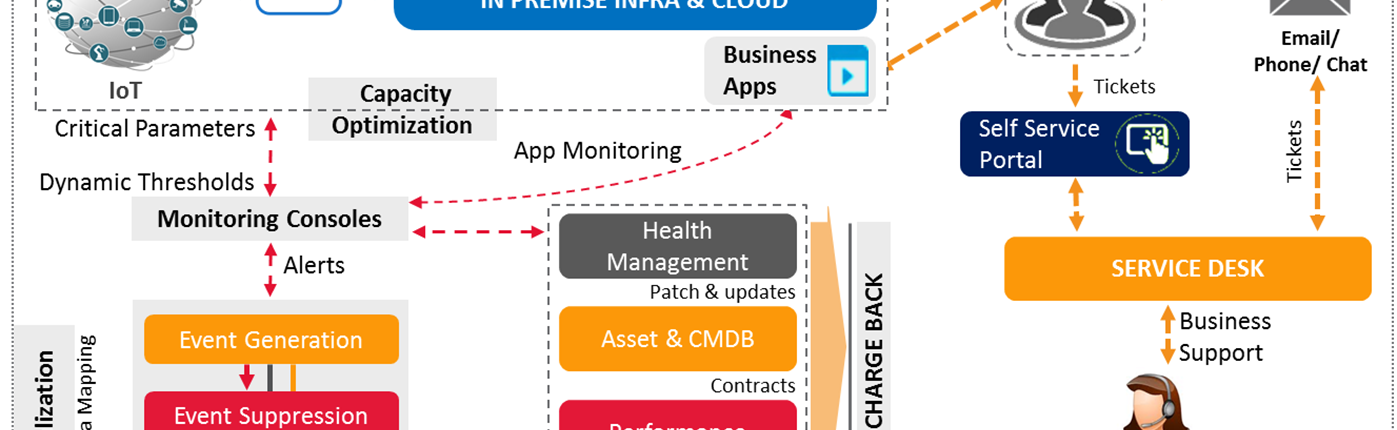 IN PREMISE INFRA & CLOUD
Business
Apps
IoT
Capacity
Optimization
Email/
Phone/ Chat
Tickets
Critical Parameters
Self Service
Portal
Tickets
App Monitoring
Dynamic Thresholds
Monitoring Consoles
Health
Management
Alerts
SERVICE DESK
Patch & updates
Business
Support
Event Generation
Asset & CMDB
CHARGE BACK
Contracts
Event Suppression
Performance
lization
a Mapping